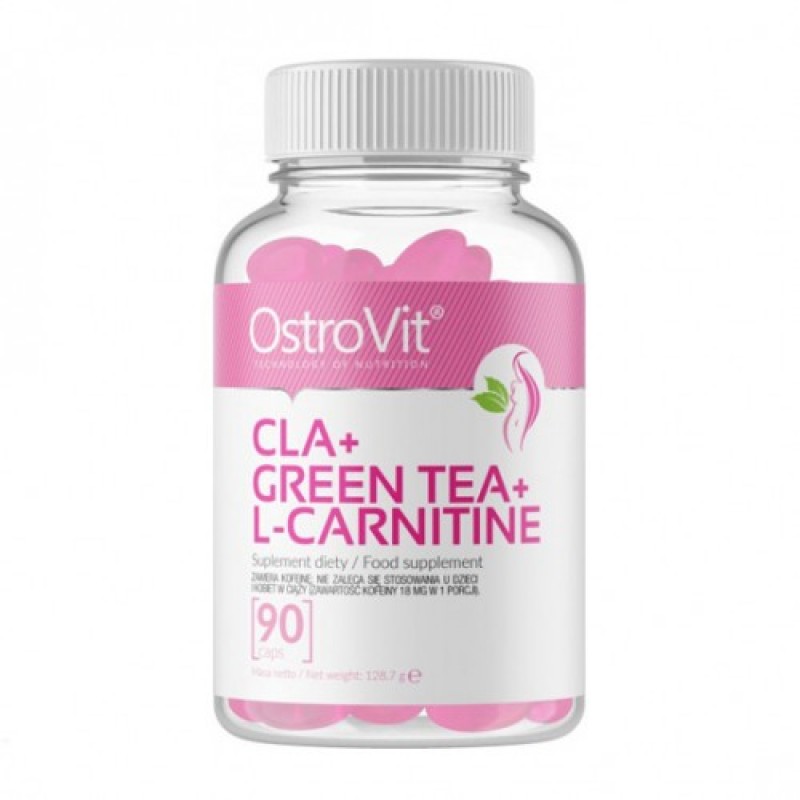 OstroVit®
TECHNOLOGY OF NUTRITION
CLA+
GREEN TEA+
L-CARNITINE
Suplement diety / Food supplement
ZAWIERA KOFEINĘ, NIE ZALECA SIĘ STOSOWANIA U DZIECI
I KOBIET W CIĄŻY (ZAWARTOŚĆ KOFEINY 18 MG W 1 PORCJI).
90
caps
Masa netto / Net weight: 128.7 g ℮